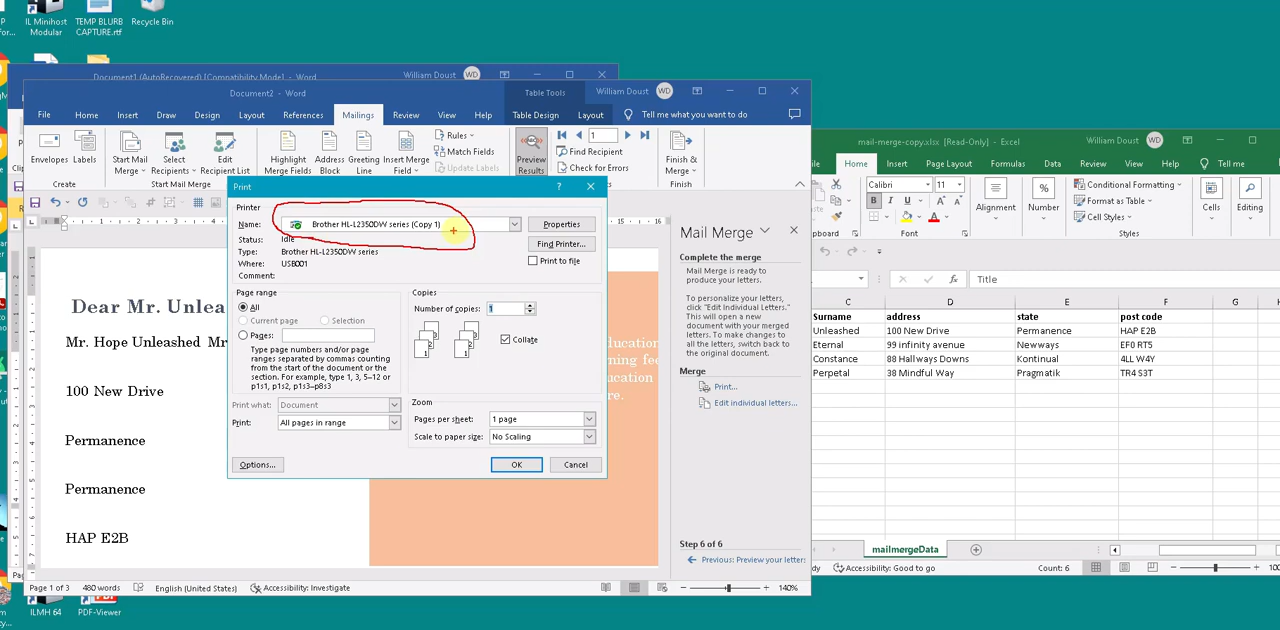 IL Minihost
Modular
TEMP BLURB
CAPTURE.rtf
Recycle Bin
Document1 (AutoRecovered) [Compatibility Mode] - Word
William Doust
WD
Document2 - Word
Table Tools
William Doust
WD
File
Home
Insert
Draw
Design
Layout
References
Mailings
Review
View
Help
Table Design
Layout
Tell me what you want to do
Envelopes
Labels
Create
Start Mail
Merge
Select
Recipients
Edit
Recipient List
Start Mail Merge
Highlight
Merge Fields
Address
Block
Greeting
Line
Insert Merge
Field
Rules
Match Fields
Update Labels
Preview
Results
1
Find Recipient
Check for Errors
Finish &
Merge
Finish
Dear Mr. Unlea
Mr. Hope Unleashed Mr
100 New Drive
Permanence
Permanence
HAP E2B
Print
?
Printer
Name:
Brother HL-L2350DW series (Copy 1)
Properties
Status:
Idle
Type:
Brother HL-L2350DW series
Find Printer...
Where:
USB001
Print to file
Comment:
Page range
All
Current page
Selection
Pages:
Type page numbers and/or page
ranges separated by commas counting
from the start of the document or the
section. For example, type 1, 3, 5–12 or
p1s1, p1s2, p1s3–p8s3
Copies
Number of copies:
1
Collate
Print what:
Document
Print:
All pages in range
Zoom
Pages per sheet:
1 page
Scale to paper size:
No Scaling
Options...
OK
Cancel
Mail Merge
Complete the merge
Mail Merge is ready to
produce your letters.
To personalize your letters,
click "Edit Individual Letters."
This will open a new
document with your merged
letters. To make changes to
all the letters, switch back to
the original document.
Merge
Print...
Edit individual letters...
Step 6 of 6
Previous: Preview your letter:
Page 1 of 3
480 words
English (United States)
Accessibility: Investigate
140%
mail-merge-copy.xlsx [Read-Only] - Excel
William Doust
WD
ile
Home
Insert
Page Layout
Formulas
Data
Review
View
Help
Tell me
Calibri
11
B
I
U
Font
Alignment
Number
Conditional Formatting
Format as Table
Cell Styles
Styles
Cells
Editing
Title
C D E F G H
Surname address state post code
Unleashed 100 New Drive Permanence HAP E2B
Eternal 99 infinity avenue Newways EF0 RT5
Constance 88 Hallways Downs Kontinual 4LL W4Y
Perpetal 38 Mindful Way Pragmatik TR4 S3T
mailmergeData
Accessibility: Good to go
Count: 6
ILMH 64
PDF-Viewer